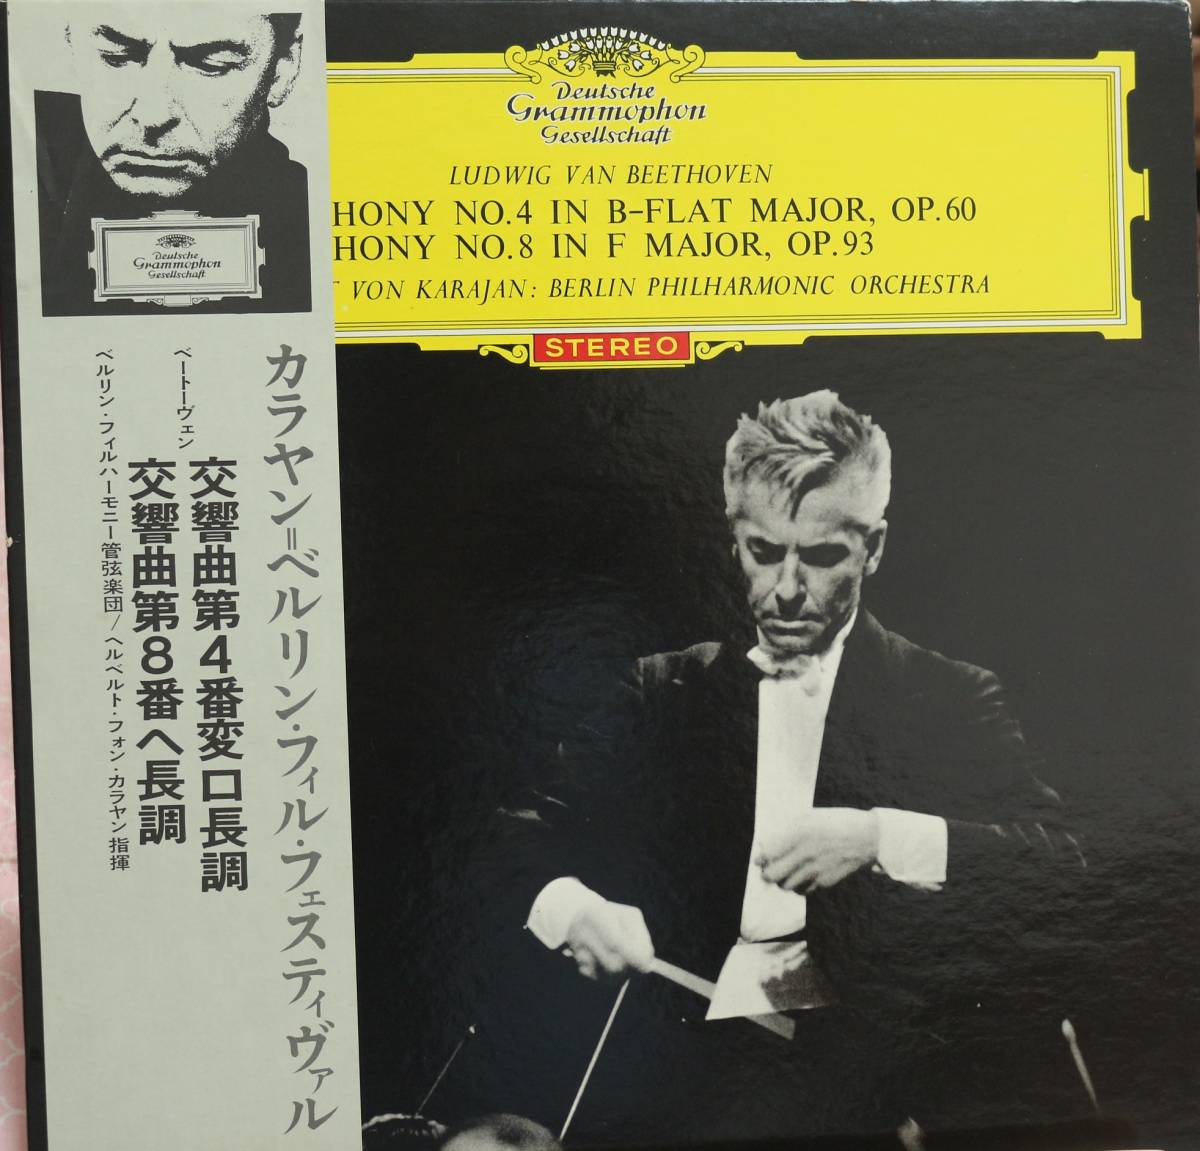 Deutsche
Grammophon
Gesellschaft
LUDWIG VAN BEETHOVEN
HONY NO.4 IN B-FLAT MAJOR, OP.60
HONY NO.8 IN F MAJOR, OP.93
T VON KARAJAN: BERLIN PHILHARMONIC ORCHESTRA
STEREO
Deutsche
Grammophon
Gesellschaft
カラヤン=ベルリン・フィル・フェスティヴァル
ベートーヴェン
交響曲第4番変ロ長調
交響曲第8番ヘ長調
ベルリン・フィルハーモニー管弦楽団/ヘルベルト・フォン・カラヤン指揮